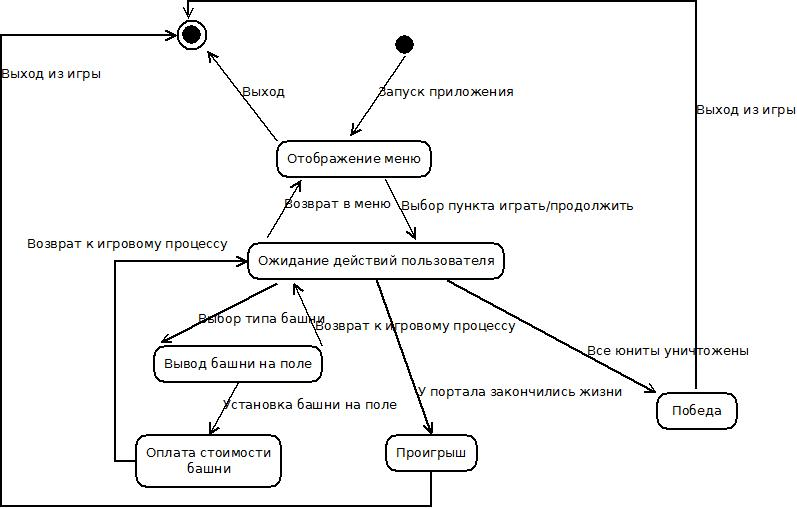 Выход из игры
Выход
Запуск приложения
Выход из игры
Отображение меню
Возврат в меню
Выбор пункта играть/продолжить
Возврат к игровому процессу
Ожидание действий пользователя
Выбор типа башни
Возврат к игровому процессу
Все юниты уничтожены
Вывод башни на поле
У портала закончились жизни
Установка башни на поле
Победа
Оплата стоимости
башни
Проигрыш